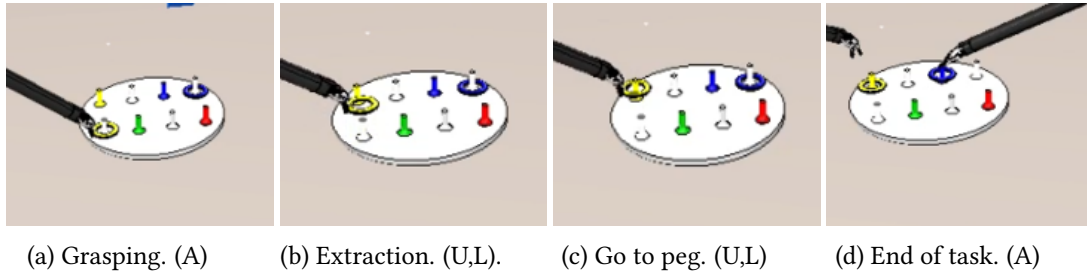 (a) Grasping. (A)
(b) Extraction. (U,L).
(c) Go to peg. (U,L)
(d) End of task. (A)